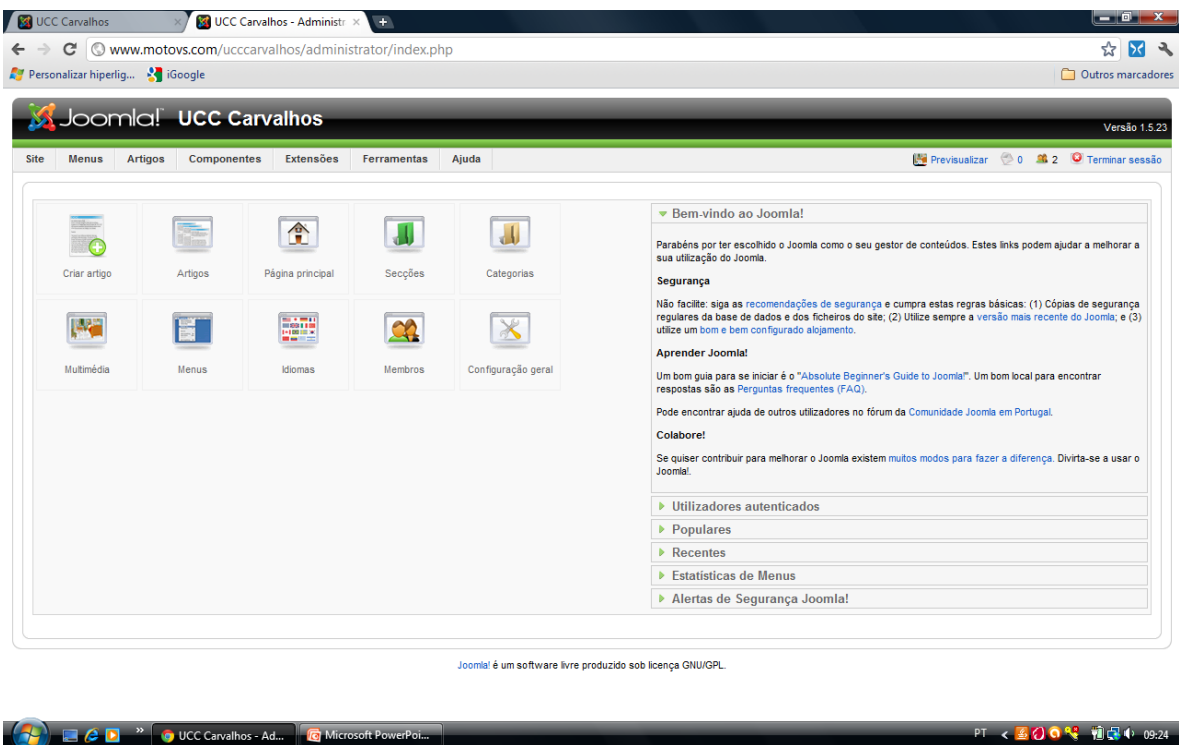 UCC Carvalhos
UCC Carvalhos - Administr
www.motovs.com/ucccarvalhos/administrator/index.php
Personalizar hiperlig...
iGoogle
Outros marcadores
Joomla! UCC Carvalhos
Versão 1.5.23
Site Menus Artigos Componentes Extensões Ferramentas Ajuda
Previsualizar 0 2 Terminar sessão
Criar artigo Artigos Página principal Secções Categorias
Multimédia Menus Idiomas Membros Configuração geral
Bem-vindo ao Joomla!
Parabéns por ter escolhido o Joomla como o seu gestor de conteúdos. Estes links podem ajudar a melhorar a
sua utilização do Joomla.
Segurança
Não facilite: siga as recomendações de segurança e cumpra estas regras básicas: (1) Cópias de segurança
regulares da base de dados e dos ficheiros do site; (2) Utilize sempre a versão mais recente do Joomla; e (3)
utilize um bom e bem configurado alojamento.
Aprender Joomla!
Um bom guia para se iniciar é o "Absolute Beginner's Guide to Joomla!". Um bom local para encontrar
respostas são as Perguntas frequentes (FAQ).
Pode encontrar ajuda de outros utilizadores no fórum da Comunidade Joomla em Portugal.
Colabore!
Se quiser contribuir para melhorar o Joomla existem muitos modos para fazer a diferença. Divirta-se a usar o
Joomla!.
Utilizadores autenticados
Populares
Recentes
Estatísticas de Menus
Alertas de Segurança Joomla!
Joomla! é um software livre produzido sob licença GNU/GPL.
UCC Carvalhos - Ad...
Microsoft PowerPoi...
PT
09:24